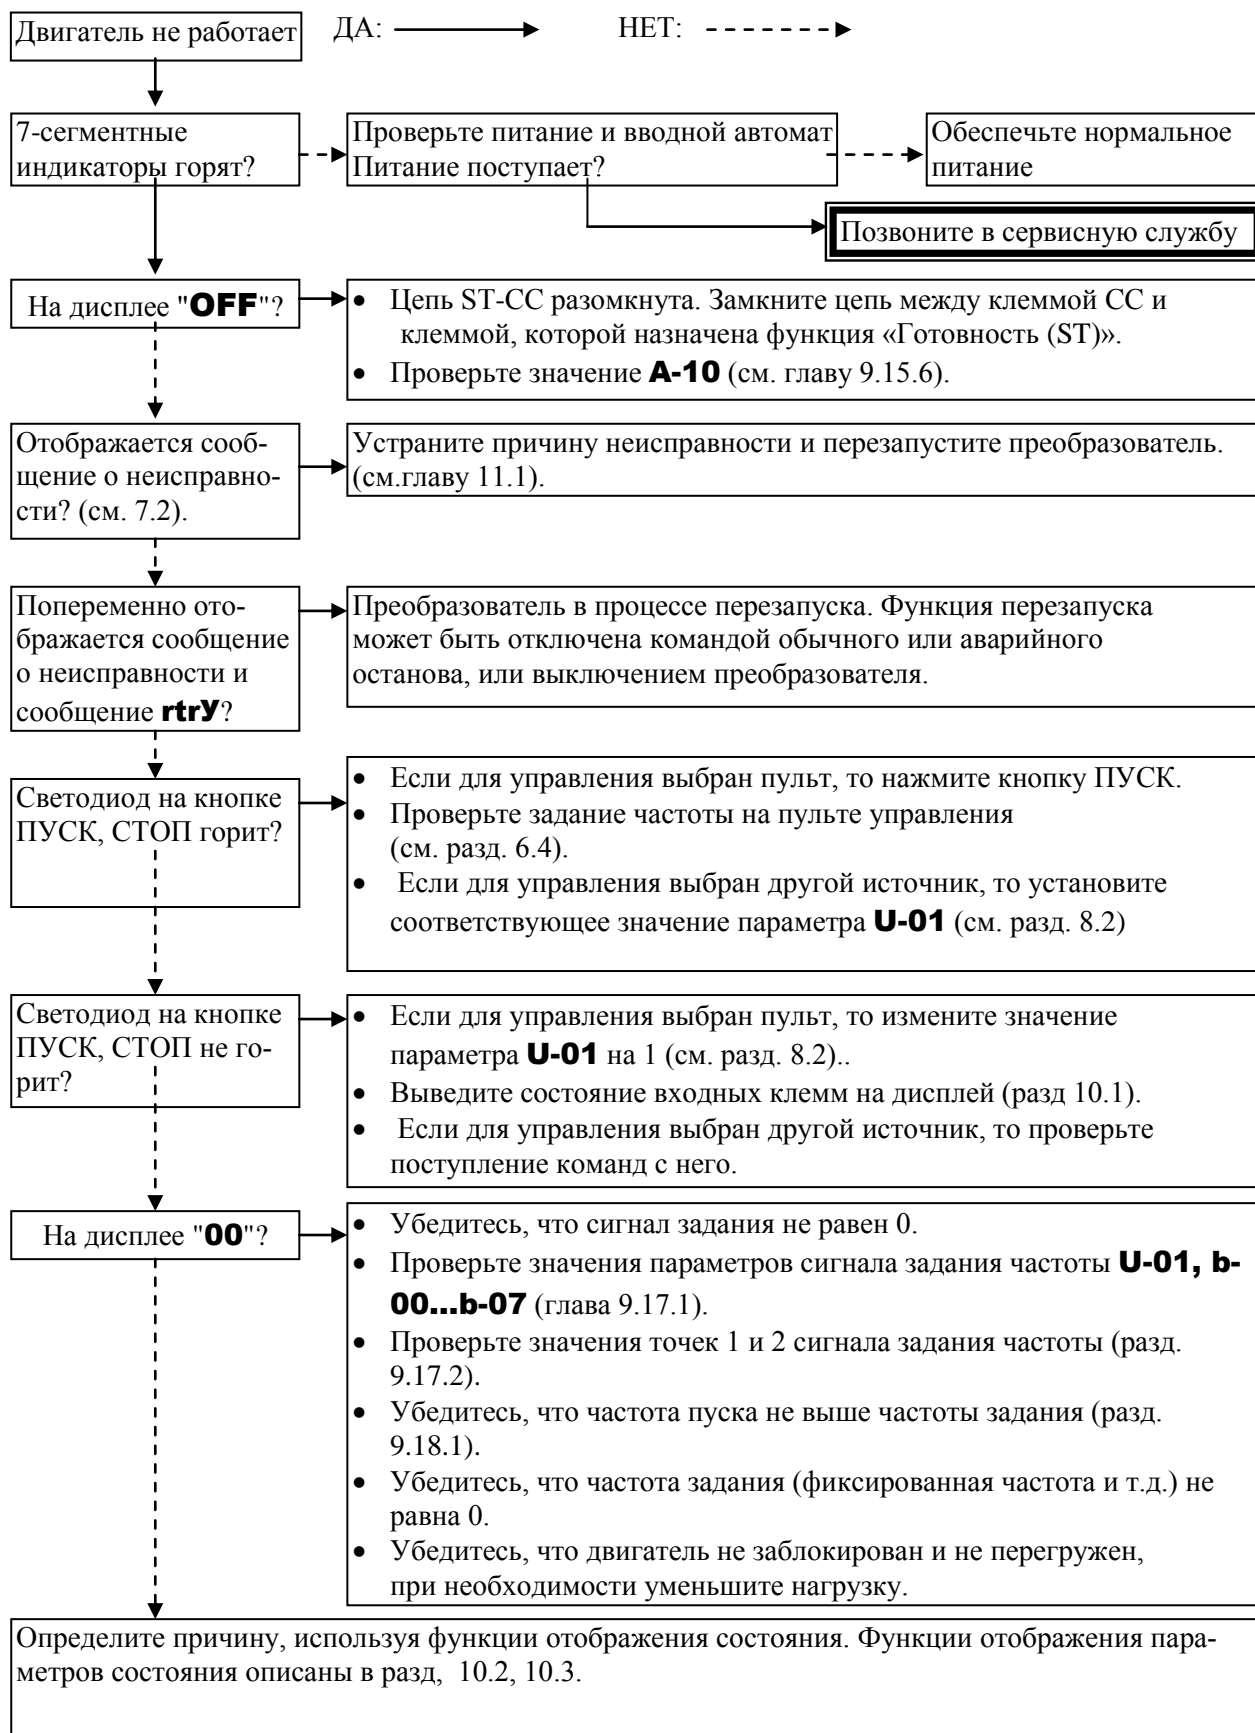 Двигатель не работает
ДА:
НЕТ:
7-сегментные
индикаторы горят?
Проверьте питание и вводной автомат
Питание поступает?
Обеспечьте нормальное
питание
Позвоните в сервисную службу
На дисплее "OFF"?
• Цепь ST-CC разомкнута. Замкните цепь между клеммой CC и
клеммой, которой назначена функция «Готовность (ST)».
• Проверьте значение A-10 (см. главу 9.15.6).
Отображается сооб-
щение о неисправно-
сти? (см. 7.2).
Устраните причину неисправности и перезапустите преобразователь.
(см.главу 11.1).
Попеременно ото-
бражается сообщение
о неисправности и
сообщение rtrУ?
Преобразователь в процессе перезапуска. Функция перезапуска
может быть отключена командой обычного или аварийного
останова, или выключением преобразователя.
Светодиод на кнопке
ПУСК, СТОП горит?
• Если для управления выбран пульт, то нажмите кнопку ПУСК.
• Проверьте задание частоты на пульте управления
(см. разд. 6.4).
• Если для управления выбран другой источник, то установите
соответствующее значение параметра U-01 (см. разд. 8.2)
Светодиод на кнопке
ПУСК, СТОП не го-
рит?
• Если для управления выбран пульт, то измените значение
параметра U-01 на 1 (см. разд. 8.2)..
• Выведите состояние входных клемм на дисплей (разд 10.1).
• Если для управления выбран другой источник, то проверьте
поступление команд с него.
На дисплее "00"?
• Убедитесь, что сигнал задания не равен 0.
• Проверьте значения параметров сигнала задания частоты U-01, b-
00...b-07 (глава 9.17.1).
• Проверьте значения точек 1 и 2 сигнала задания частоты (разд.
9.17.2).
• Убедитесь, что частота пуска не выше частоты задания (разд.
9.18.1).
• Убедитесь, что частота задания (фиксированная частота и т.д.) не
равна 0.
• Убедитесь, что двигатель не заблокирован и не перегружен,
при необходимости уменьшите нагрузку.
Определите причину, используя функции отображения состояния. Функции отображения пара-
метров состояния описаны в разд, 10.2, 10.3.